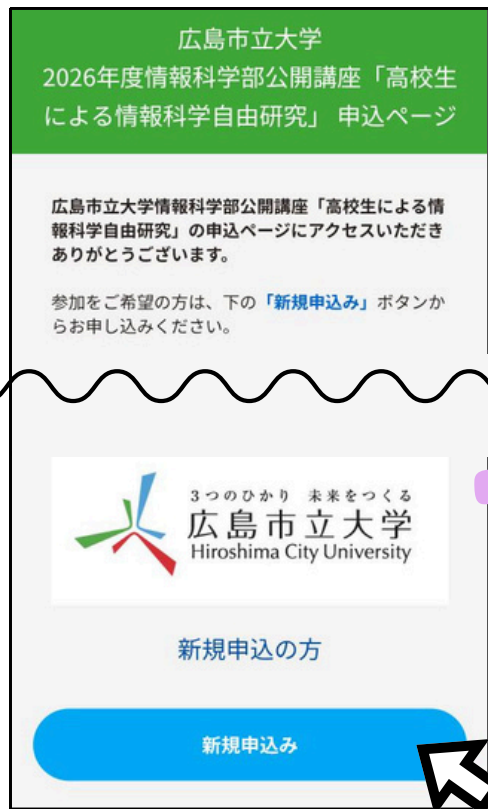 広島市立大学
2026年度情報科学部公開講座「高校生
による情報科学自由研究」 申込ページ
広島市立大学情報科学部公開講座「高校生による情
報科学自由研究」の申込ページにアクセスいただき
ありがとうございます。
参加をご希望の方は、下の「新規申込み」ボタンか
らお申し込みください。
3つのひかり 未来をつくる
広島市立大学
Hiroshima City University
新規申込の方
新規申込み